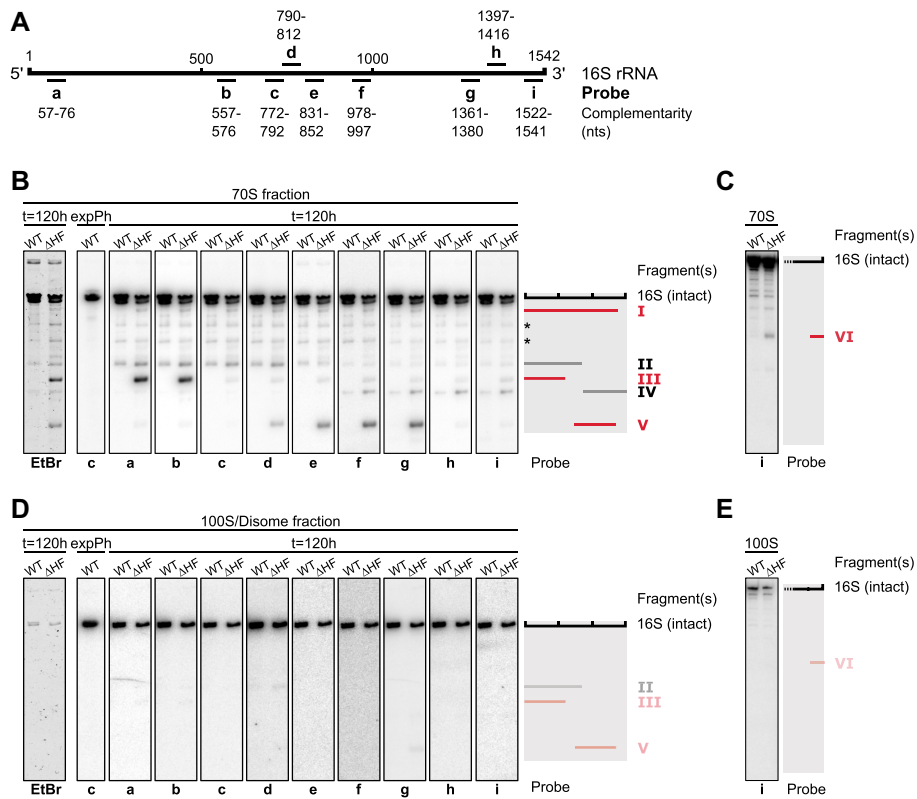 A
790-
812
d
1397-
1416
h
1 500 1000 1542
5' 3' 16S rRNA
a b c e f g i Probe
57-76 557-
576 772-
792 831-
852 978-
997 1361-
1380 1522-
1541 Complementarity
(nts)
B
70S fraction
t=120h expPh t=120h
WT ΔHF WT WT ΔHF WT ΔHF WT ΔHF WT ΔHF WT ΔHF WT ΔHF WT ΔHF WT ΔHF WT ΔHF
Fragment(s)
16S (intact)
I
*
*
II
III
IV
V
EtBr c a b c d e f g h i Probe
C
70S
WT ΔHF
Fragment(s)
16S (intact)
VI
i Probe
D
100S/Disome fraction
t=120h expPh t=120h
WT ΔHF WT WT ΔHF WT ΔHF WT ΔHF WT ΔHF WT ΔHF WT ΔHF WT ΔHF WT ΔHF WT ΔHF
Fragment(s)
16S (intact)
II
III
V
EtBr c a b c d e f g h i Probe
E
100S
WT ΔHF
Fragment(s)
16S (intact)
VI
i Probe